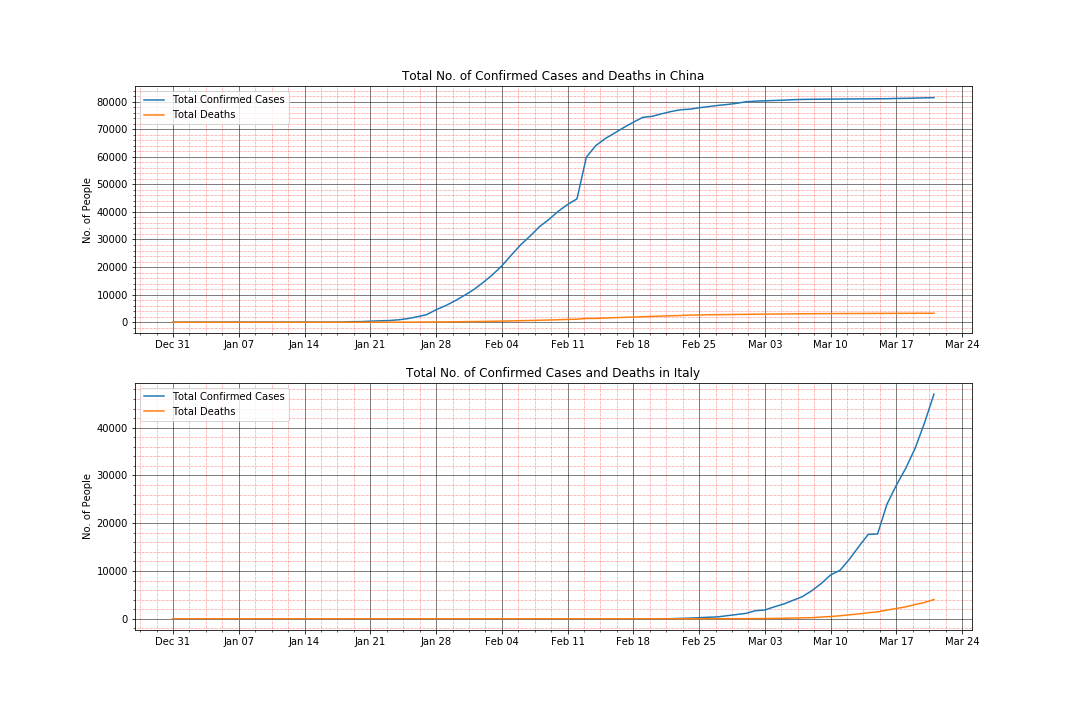 Total No. of Confirmed Cases and Deaths in China
Total Confirmed Cases
Total Deaths
No. of People
80000
70000
60000
50000
40000
30000
20000
10000
0
Dec 31 Jan 07 Jan 14 Jan 21 Jan 28 Feb 04 Feb 11 Feb 18 Feb 25 Mar 03 Mar 10 Mar 17 Mar 24
Total No. of Confirmed Cases and Deaths in Italy
Total Confirmed Cases
Total Deaths
No. of People
40000
30000
20000
10000
0
Dec 31 Jan 07 Jan 14 Jan 21 Jan 28 Feb 04 Feb 11 Feb 18 Feb 25 Mar 03 Mar 10 Mar 17 Mar 24